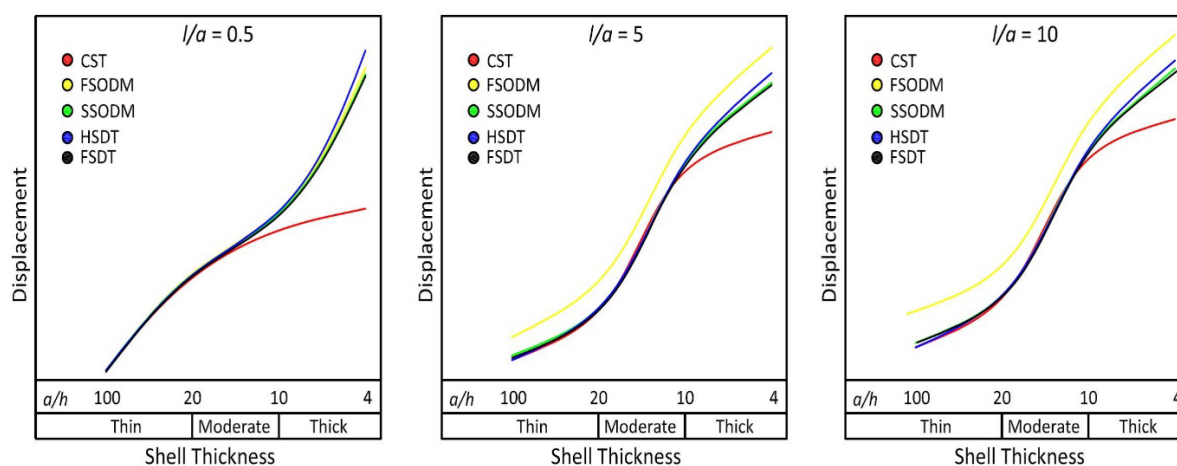 l/a = 0.5
CST
FSODM
SSODM
HSDT
FSDT
Displacement
a/h 100 20 10 4
Thin Moderate Thick
Shell Thickness
l/a = 5
CST
FSODM
SSODM
HSDT
FSDT
Displacement
a/h 100 20 10 4
Thin Moderate Thick
Shell Thickness
l/a = 10
CST
FSODM
SSODM
HSDT
FSDT
Displacement
a/h 100 20 10 4
Thin Moderate Thick
Shell Thickness